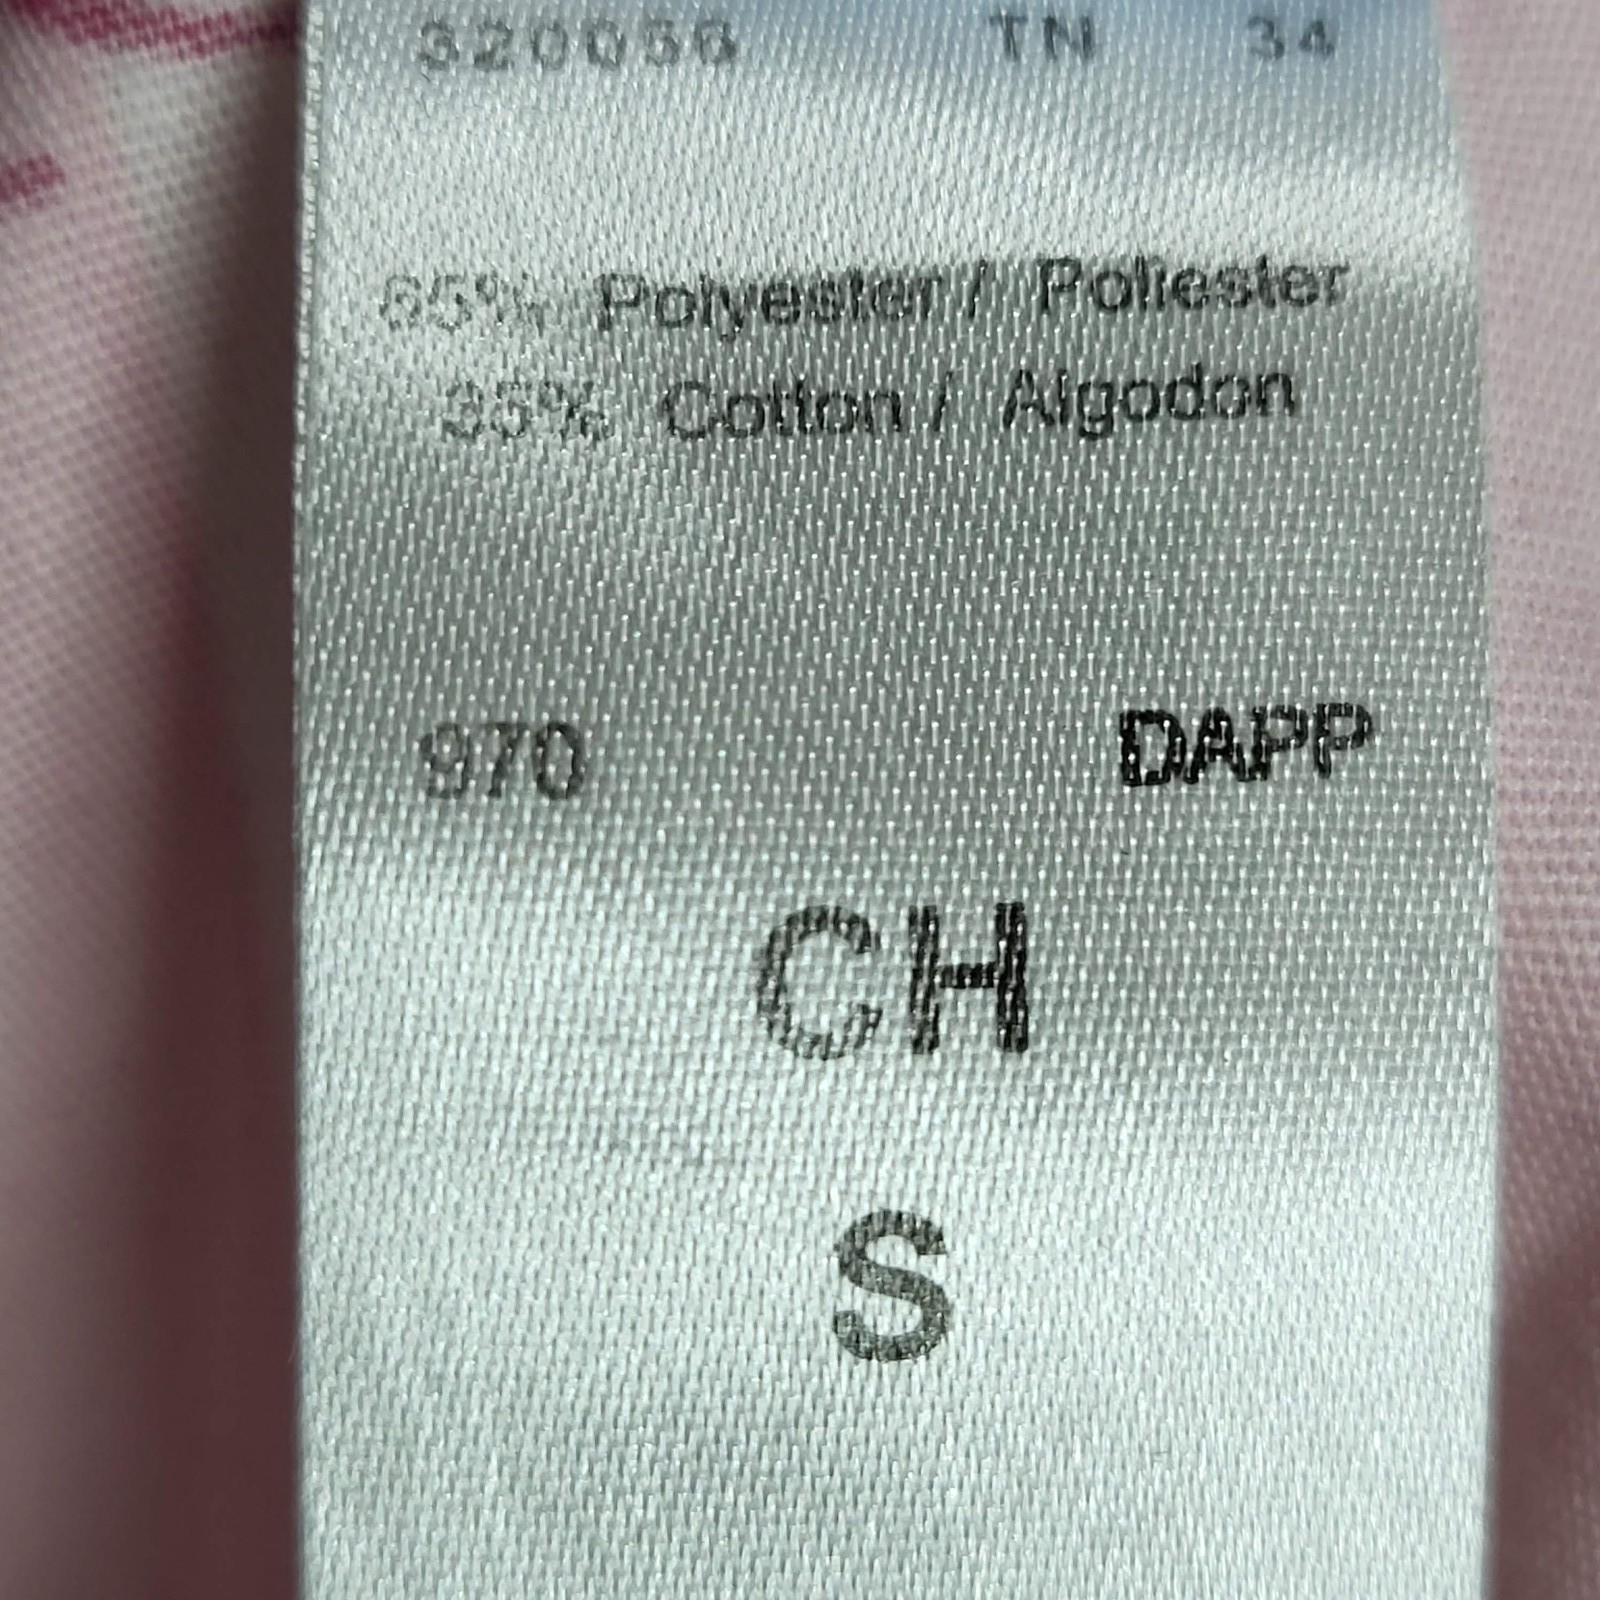 320056 TN 34
65% Polyester / Poliester
35% Cotton / Algodon
970 DAPP
CH
S